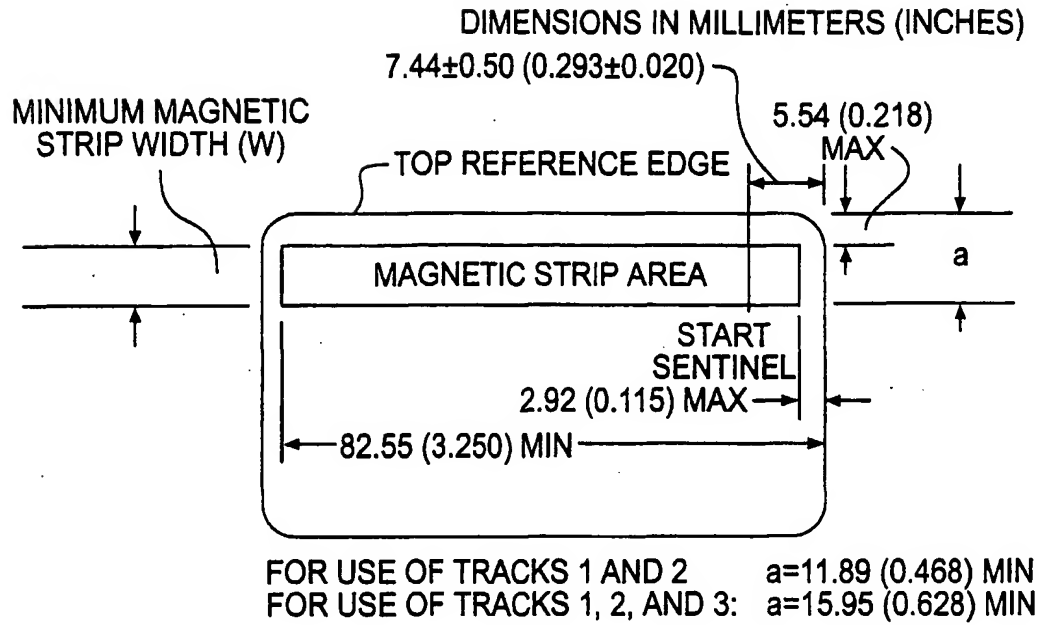 DIMENSIONS IN MILLIMETERS (INCHES)
7.44±0.50 (0.293±0.020)
MINIMUM MAGNETIC
STRIP WIDTH (W)
5.54 (0.218)
MAX
TOP REFERENCE EDGE
MAGNETIC STRIP AREA
a
START
SENTINEL
2.92 (0.115) MAX
82.55 (3.250) MIN
FOR USE OF TRACKS 1 AND 2 a=11.89 (0.468) MIN
FOR USE OF TRACKS 1, 2, AND 3: a=15.95 (0.628) MIN